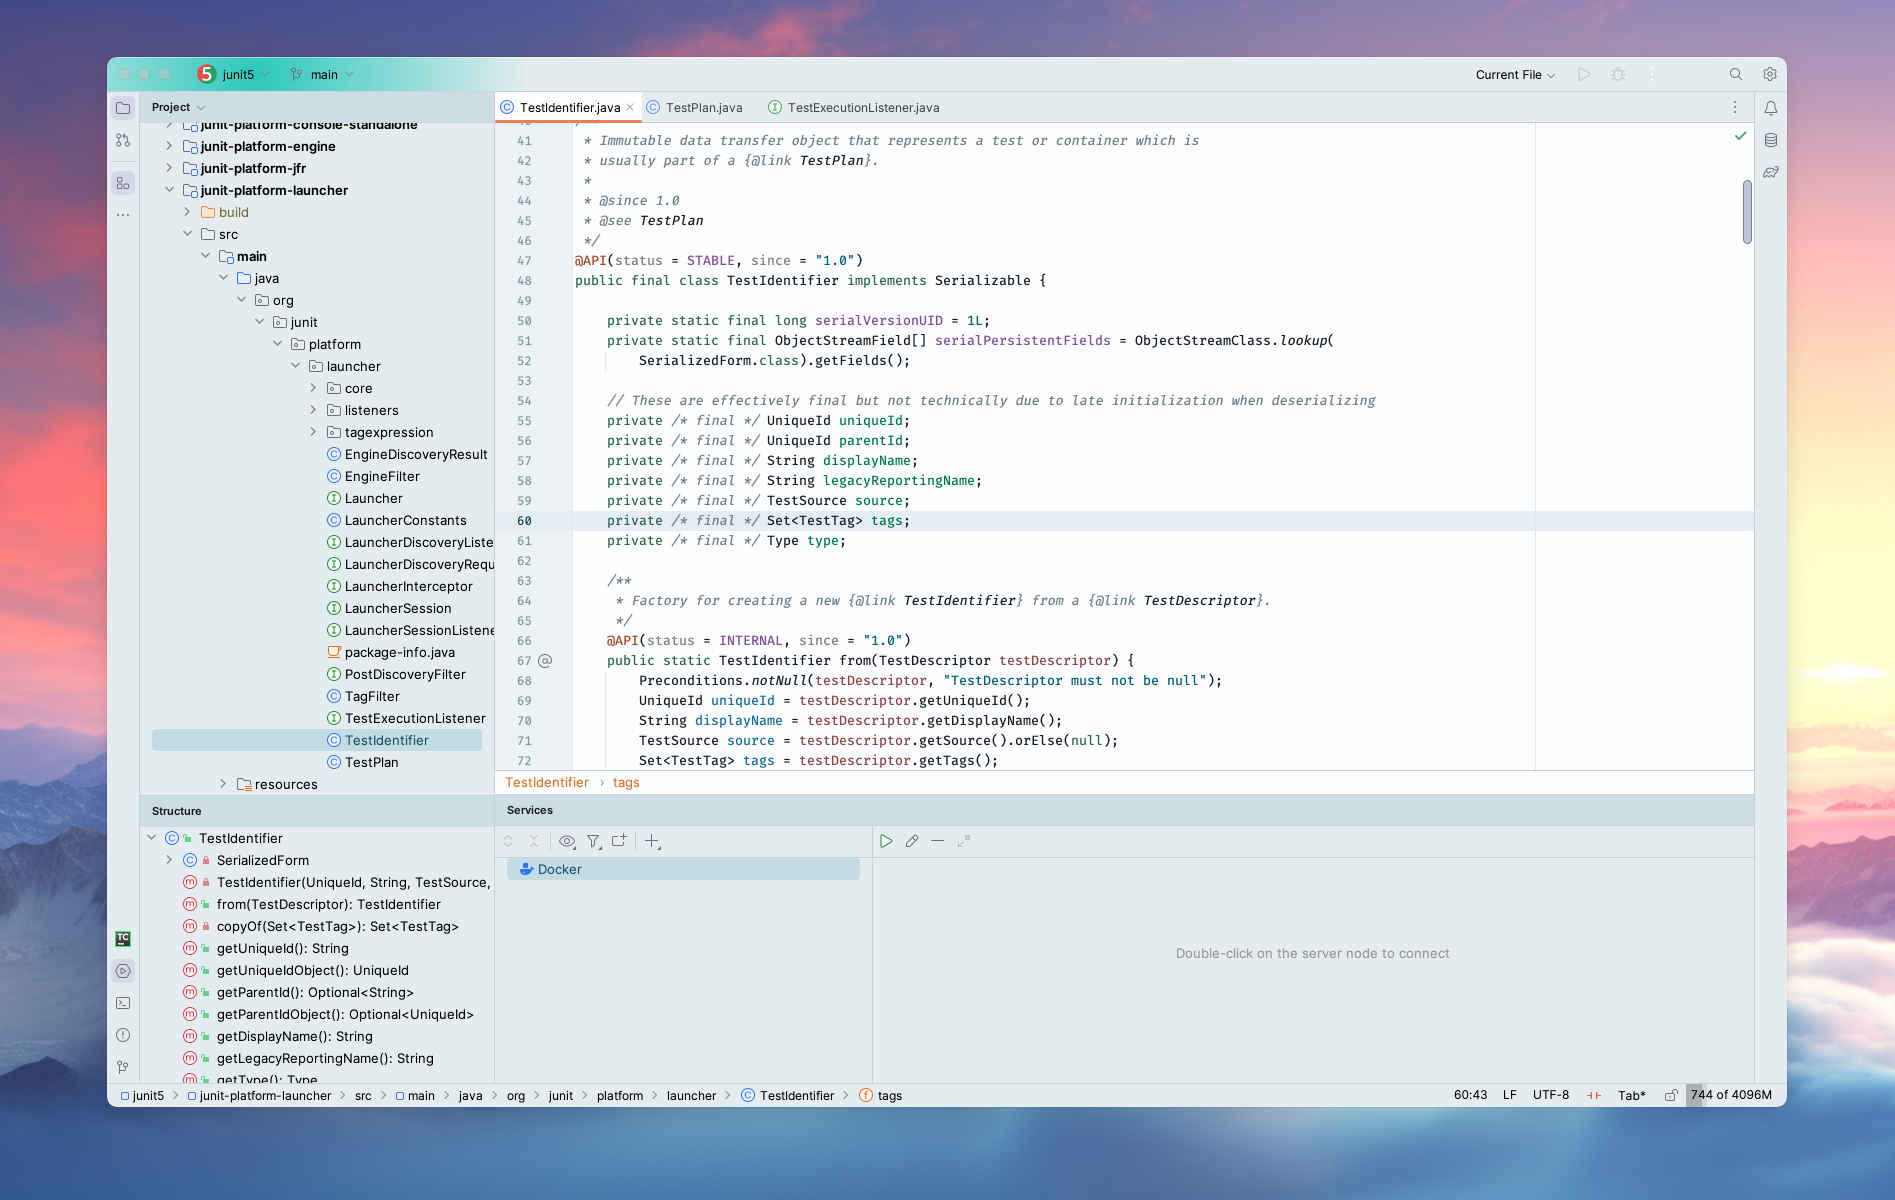 junit5
main
Current File
Project
junit-platform-console-standalone
junit-platform-engine
junit-platform-jfr
junit-platform-launcher
build
src
main
java
org
junit
platform
launcher
core
listeners
tagexpression
EngineDiscoveryResult
EngineFilter
Launcher
LauncherConstants
LauncherDiscoveryListe
LauncherDiscoveryRequ
LauncherInterceptor
LauncherSession
LauncherSessionListene
package-info.java
PostDiscoveryFilter
TagFilter
TestExecutionListener
TestIdentifier
TestPlan
resources
TestIdentifier.java
TestPlan.java
TestExecutionListener.java
41  * Immutable data transfer object that represents a test or container which is
42  * usually part of a {@link TestPlan}.
43  *
44  * @since 1.0
45  * @see TestPlan
46  */
47 @API(status = STABLE, since = "1.0")
48 public final class TestIdentifier implements Serializable {
49
50     private static final long serialVersionUID = 1L;
51     private static final ObjectStreamField[] serialPersistentFields = ObjectStreamClass.lookup(
52         SerializedForm.class).getFields();
53
54     // These are effectively final but not technically due to late initialization when deserializing
55     private /* final */ UniqueId uniqueId;
56     private /* final */ UniqueId parentId;
57     private /* final */ String displayName;
58     private /* final */ String legacyReportingName;
59     private /* final */ TestSource source;
60     private /* final */ Set<TestTag> tags;
61     private /* final */ Type type;
62
63     /**
64      * Factory for creating a new {@link TestIdentifier} from a {@link TestDescriptor}.
65      */
66     @API(status = INTERNAL, since = "1.0")
67 @   public static TestIdentifier from(TestDescriptor testDescriptor) {
68         Preconditions.notNull(testDescriptor, "TestDescriptor must not be null");
69         UniqueId uniqueId = testDescriptor.getUniqueId();
70         String displayName = testDescriptor.getDisplayName();
71         TestSource source = testDescriptor.getSource().orElse(null);
72         Set<TestTag> tags = testDescriptor.getTags();
TestIdentifier > tags
Structure
TestIdentifier
SerializedForm
TestIdentifier(UniqueId, String, TestSource,
from(TestDescriptor): TestIdentifier
copyOf(Set<TestTag>): Set<TestTag>
getUniqueId(): String
getUniqueIdObject(): UniqueId
getParentId(): Optional<String>
getParentIdObject(): Optional<UniqueId>
getDisplayName(): String
getLegacyReportingName(): String
getType(): Type
Services
Docker
Double-click on the server node to connect
junit5 > junit-platform-launcher > src > main > java > org > junit > platform > launcher > TestIdentifier > tags
60:43 LF UTF-8 Tab* 744 of 4096M